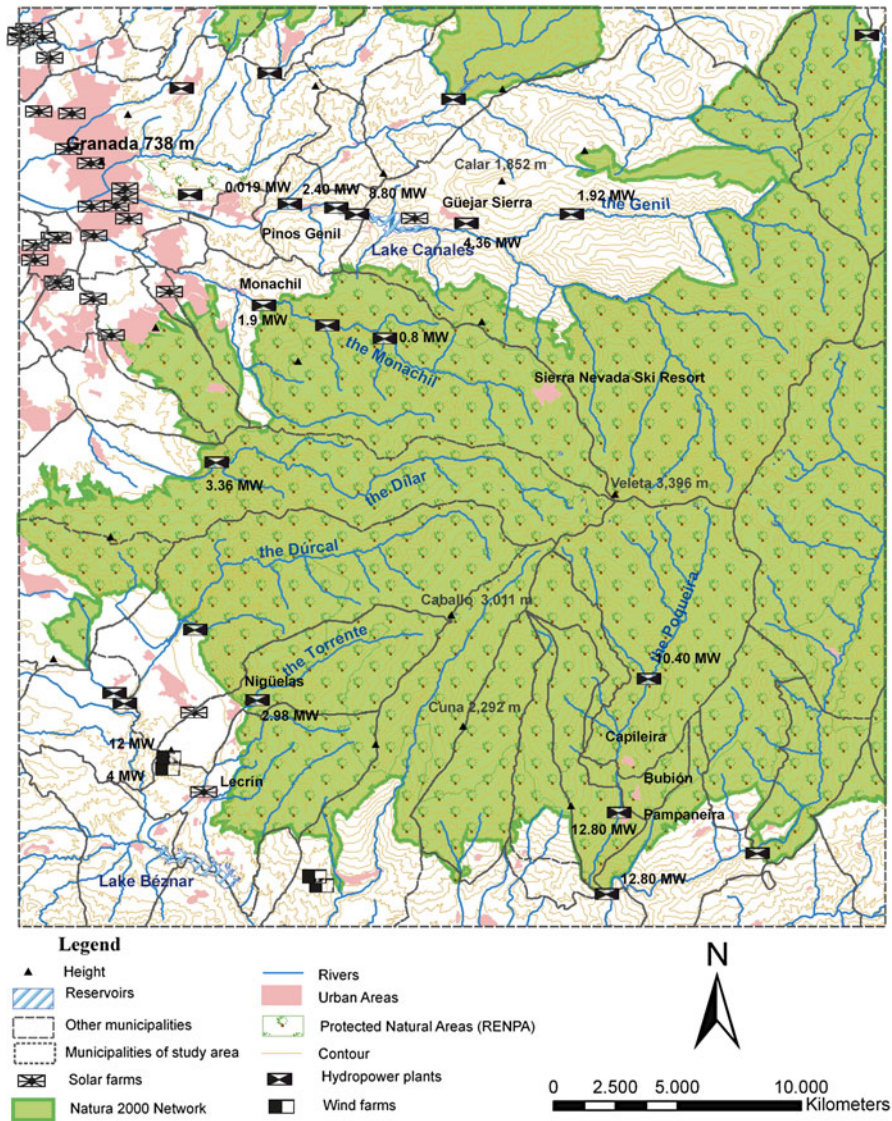 Granada 738 m
Calar 1,852 m
0.019 MW
2.40 MW
8.80 MW
Güejar Sierra
1.92 MW
the Genil
Pinos Genil
Lake Canales
4.36 MW
Monachil
1.9 MW
0.8 MW
the Monachil
Sierra Nevada Ski Resort
3.36 MW
the Dílar
Veleta 3,396 m
the Dúrcal
Caballo 3,011 m
the Poqueira
the Torrente
10.40 MW
Nigüelas
2.98 MW
Cuna 2,292 m
12 MW
Capileira
4 MW
Lecrín
Bubión
Pampaneira
12.80 MW
Lake Béznar
12.80 MW
Legend
Height
Reservoirs
Other municipalities
Municipalities of study area
Solar farms
Natura 2000 Network
Rivers
Urban Areas
Protected Natural Areas (RENPA)
Contour
Hydropower plants
Wind farms
N
0 2.500 5.000 10.000
Kilometers